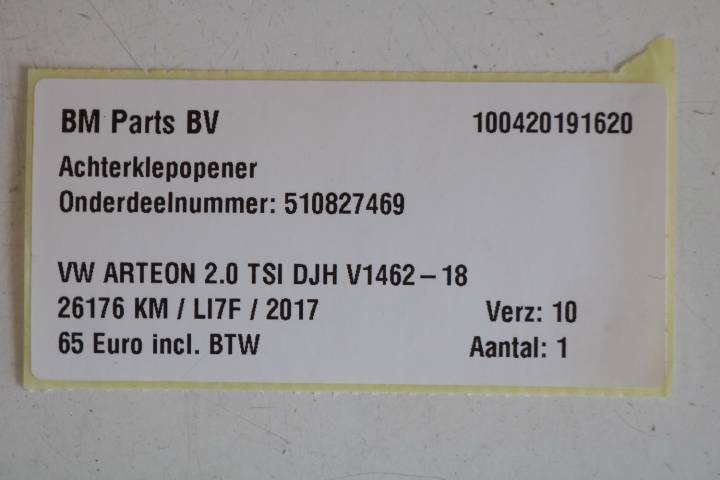 BM Parts BV 100420191620
Achterklepopener
Onderdeelnummer: 510827469
VW ARTEON 2.0 TSI DJH V1462-18
26176 KM / LI7F / 2017 Verz: 10
65 Euro incl. BTW Aantal: 1